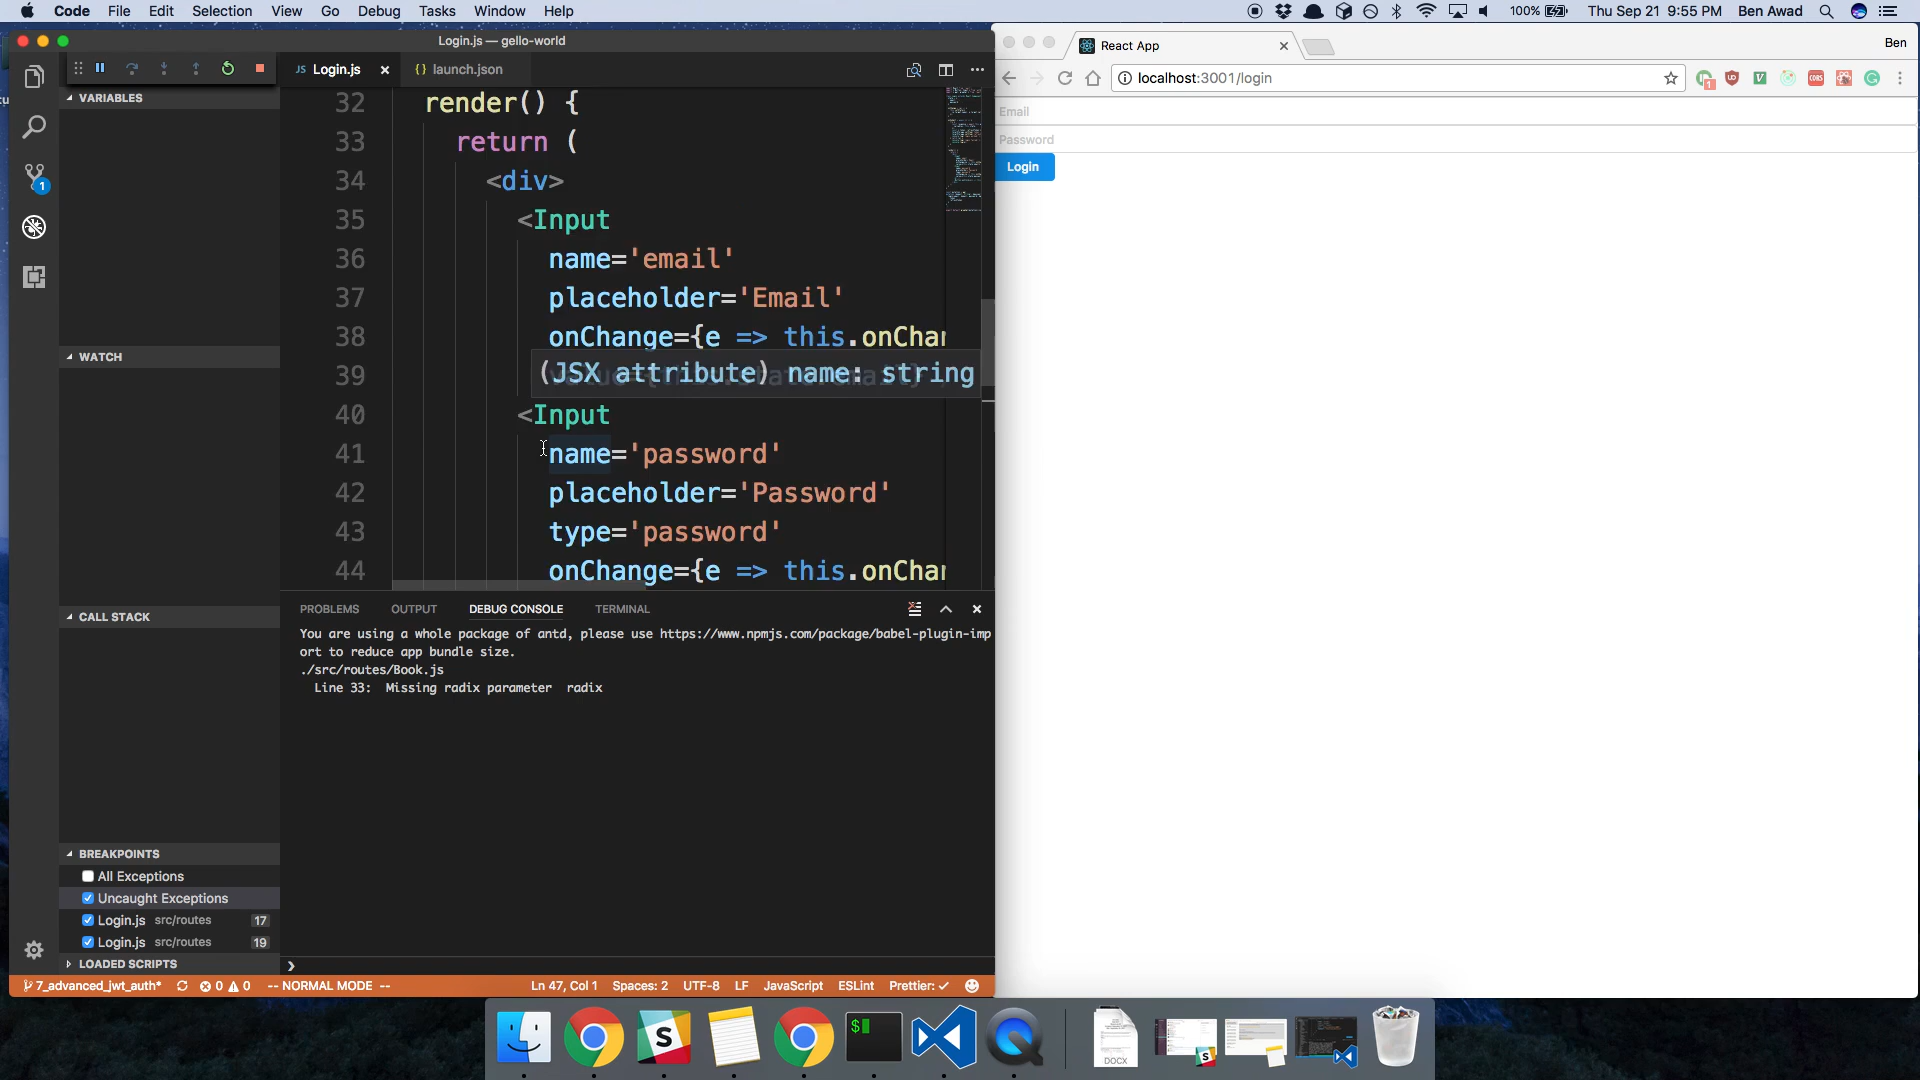 Code File Edit Selection View Go Debug Tasks Window Help
100% Thu Sep 21 9:55 PM Ben Awad
Login.js — gello-world
JS Login.js
{} launch.json
VARIABLES
WATCH
CALL STACK
BREAKPOINTS
All Exceptions
Uncaught Exceptions
Login.js src/routes 17
Login.js src/routes 19
LOADED SCRIPTS
1
32 render() {
33 return (
34 <div>
35 <Input
36 name='email'
37 placeholder='Email'
38 onChange={e => this.onChan
39
(JSX attribute) name: string
40 <Input
41 name='password'
42 placeholder='Password'
43 type='password'
44 onChange={e => this.onChan
PROBLEMS OUTPUT DEBUG CONSOLE TERMINAL
You are using a whole package of antd, please use https://www.npmjs.com/package/babel-plugin-imp
ort to reduce app bundle size.
./src/routes/Book.js
Line 33: Missing radix parameter radix
7_advanced_jwt_auth* 0 0 -- NORMAL MODE -- Ln 47, Col 1 Spaces: 2 UTF-8 LF JavaScript ESLint Prettier: ✓
React App
Ben
localhost:3001/login
1
CORS
Email
Password
Login
S
$
DOCX